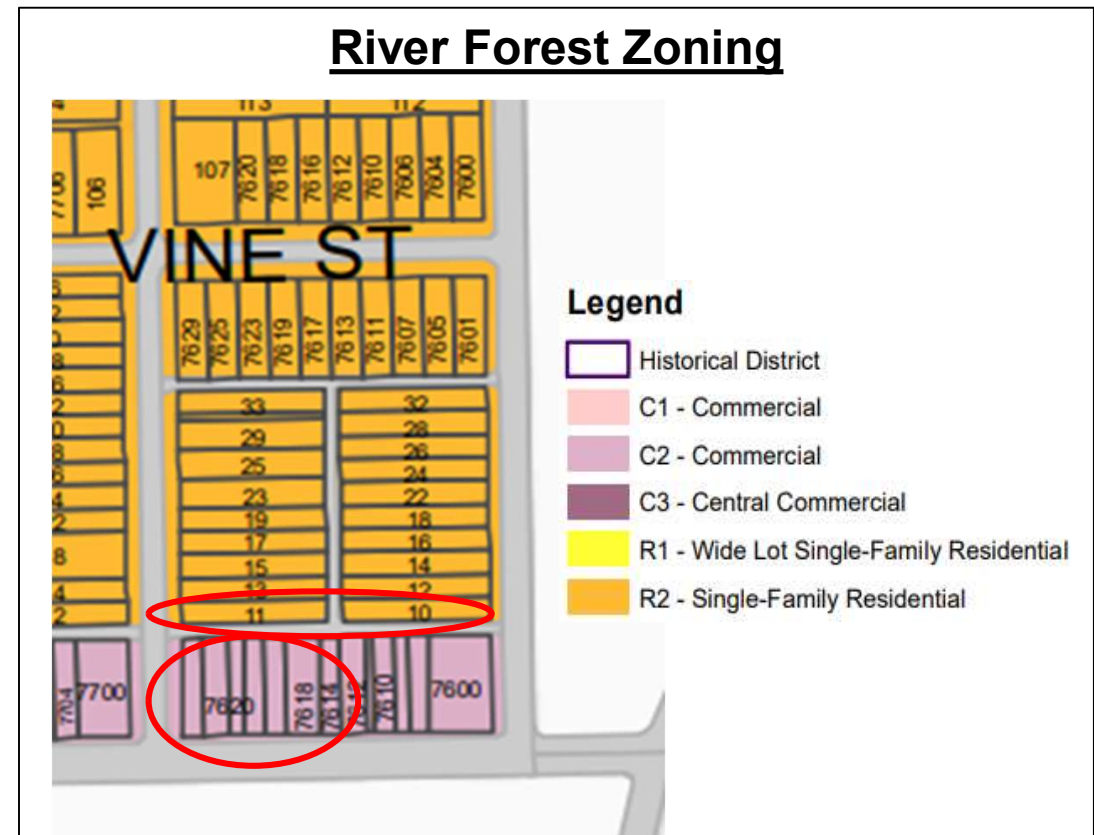 River Forest Zoning
113 112
107 7620 7618 7616 7612 7610 7606 7604 7600
7706 106
VINE ST
7629 7625 7623 7619 7617 7613 7611 7607 7605 7601
33 32
29 28
25 26
24
23 22
19 18
17 16
15 14
13 12
11 10
7704 7700 7620 7618 7614 7610 7600
Legend
Historical District
C1 - Commercial
C2 - Commercial
C3 - Central Commercial
R1 - Wide Lot Single-Family Residential
R2 - Single-Family Residential